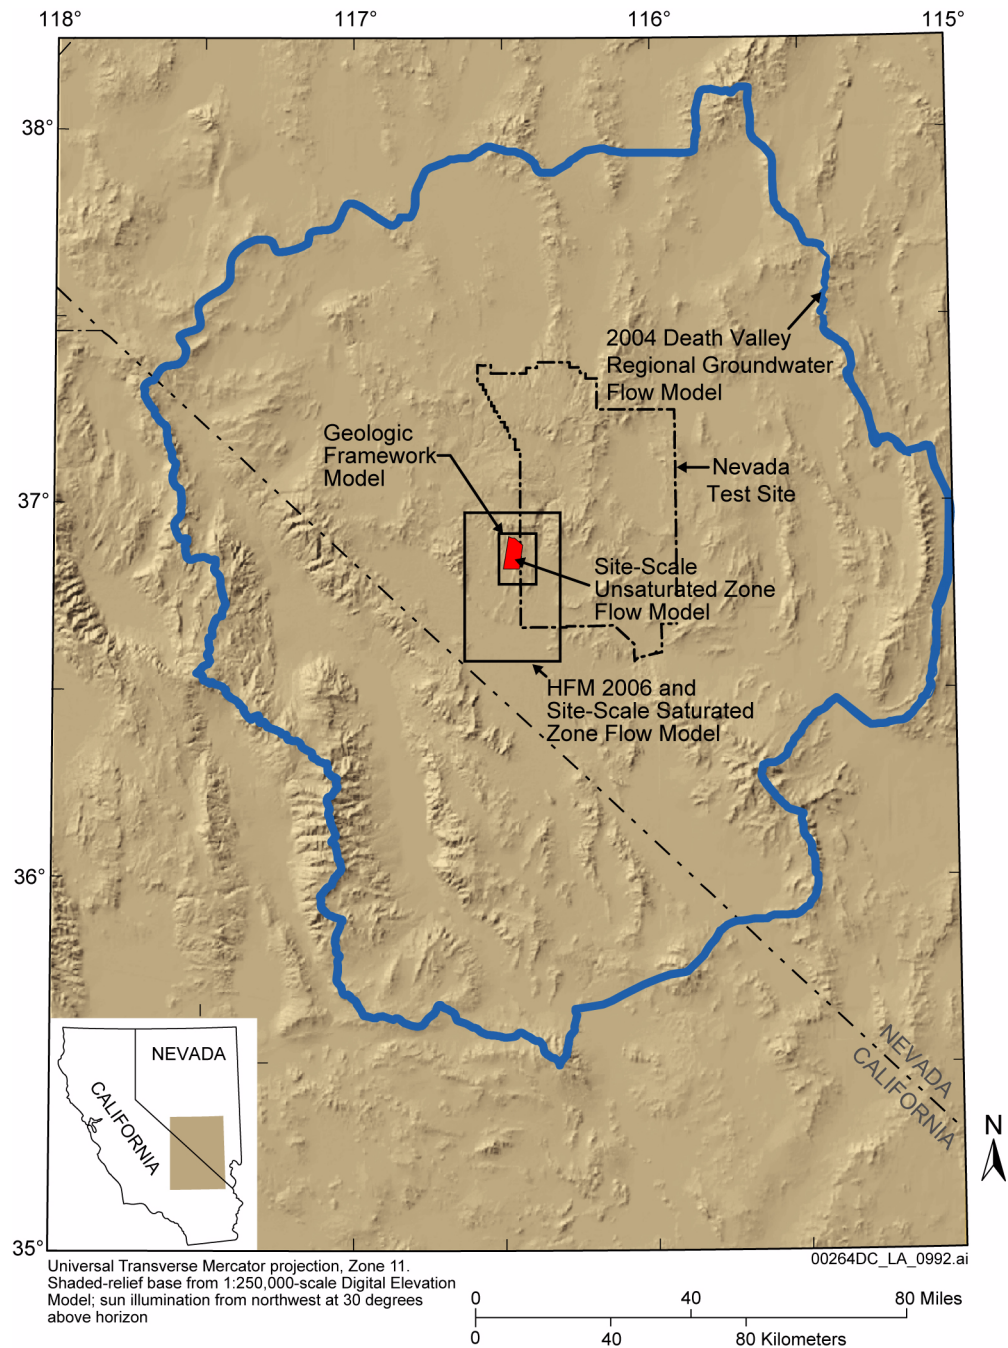 118°
117°
116°
115°
38°
37°
36°
35°
2004 Death Valley
Regional Groundwater
Flow Model
Geologic
Framework
Model
Nevada
Test Site
Site-Scale
Unsaturated Zone
Flow Model
HFM 2006 and
Site-Scale Saturated
Zone Flow Model
NEVADA
CALIFORNIA
NEVADA
CALIFORNIA
N
Universal Transverse Mercator projection, Zone 11.
Shaded-relief base from 1:250,000-scale Digital Elevation
Model; sun illumination from northwest at 30 degrees
above horizon
00264DC_LA_0992.ai
0 40 80 Miles
0 40 80 Kilometers